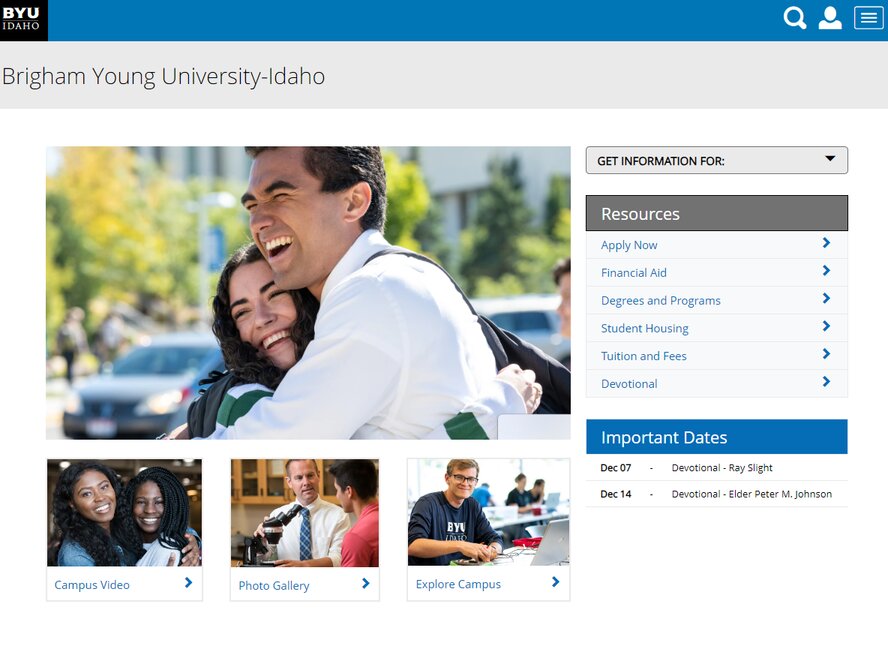 BYU
IDAHO
Brigham Young University-Idaho
GET INFORMATION FOR:
Resources
Apply Now
Financial Aid
Degrees and Programs
Student Housing
Tuition and Fees
Devotional
Important Dates
Dec 07 - Devotional - Ray Slight
Dec 14 - Devotional - Elder Peter M. Johnson
BYU
IDAHO
Campus Video
Photo Gallery
Explore Campus